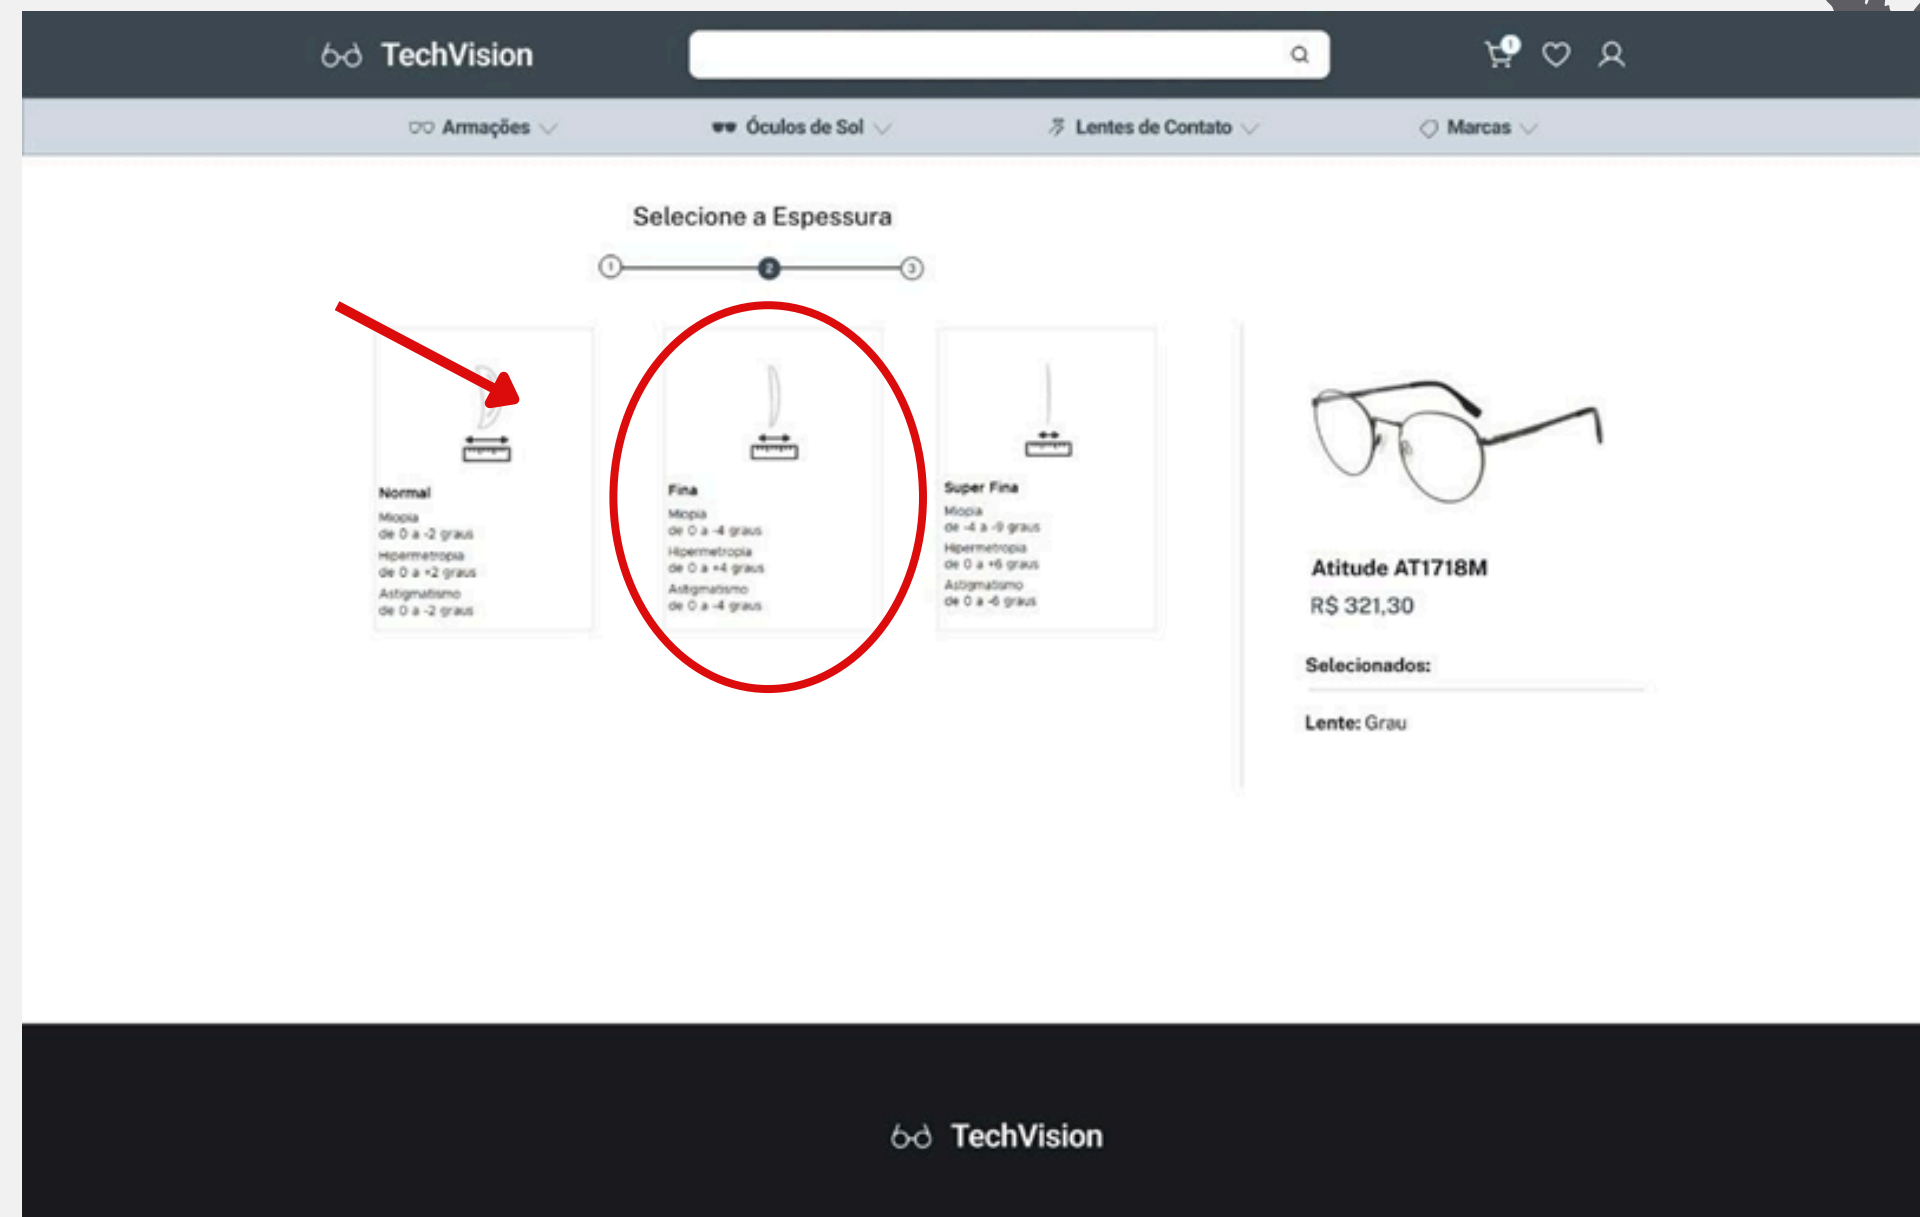 TechVision
1
Armações
Óculos de Sol
Lentes de Contato
Marcas
Selecione a Espessura
1 2 3
Normal
Miopia
de 0 a -2 graus
Hipermetropia
de 0 a +2 graus
Astigmatismo
de 0 a -2 graus
Fina
Miopia
de 0 a -4 graus
Hipermetropia
de 0 a +4 graus
Astigmatismo
de 0 a -4 graus
Super Fina
Miopia
de -4 a -9 graus
Hipermetropia
de 0 a +6 graus
Astigmatismo
de 0 a -6 graus
Atitude AT1718M
R$ 321,30
Selecionados:
Lente: Grau
TechVision